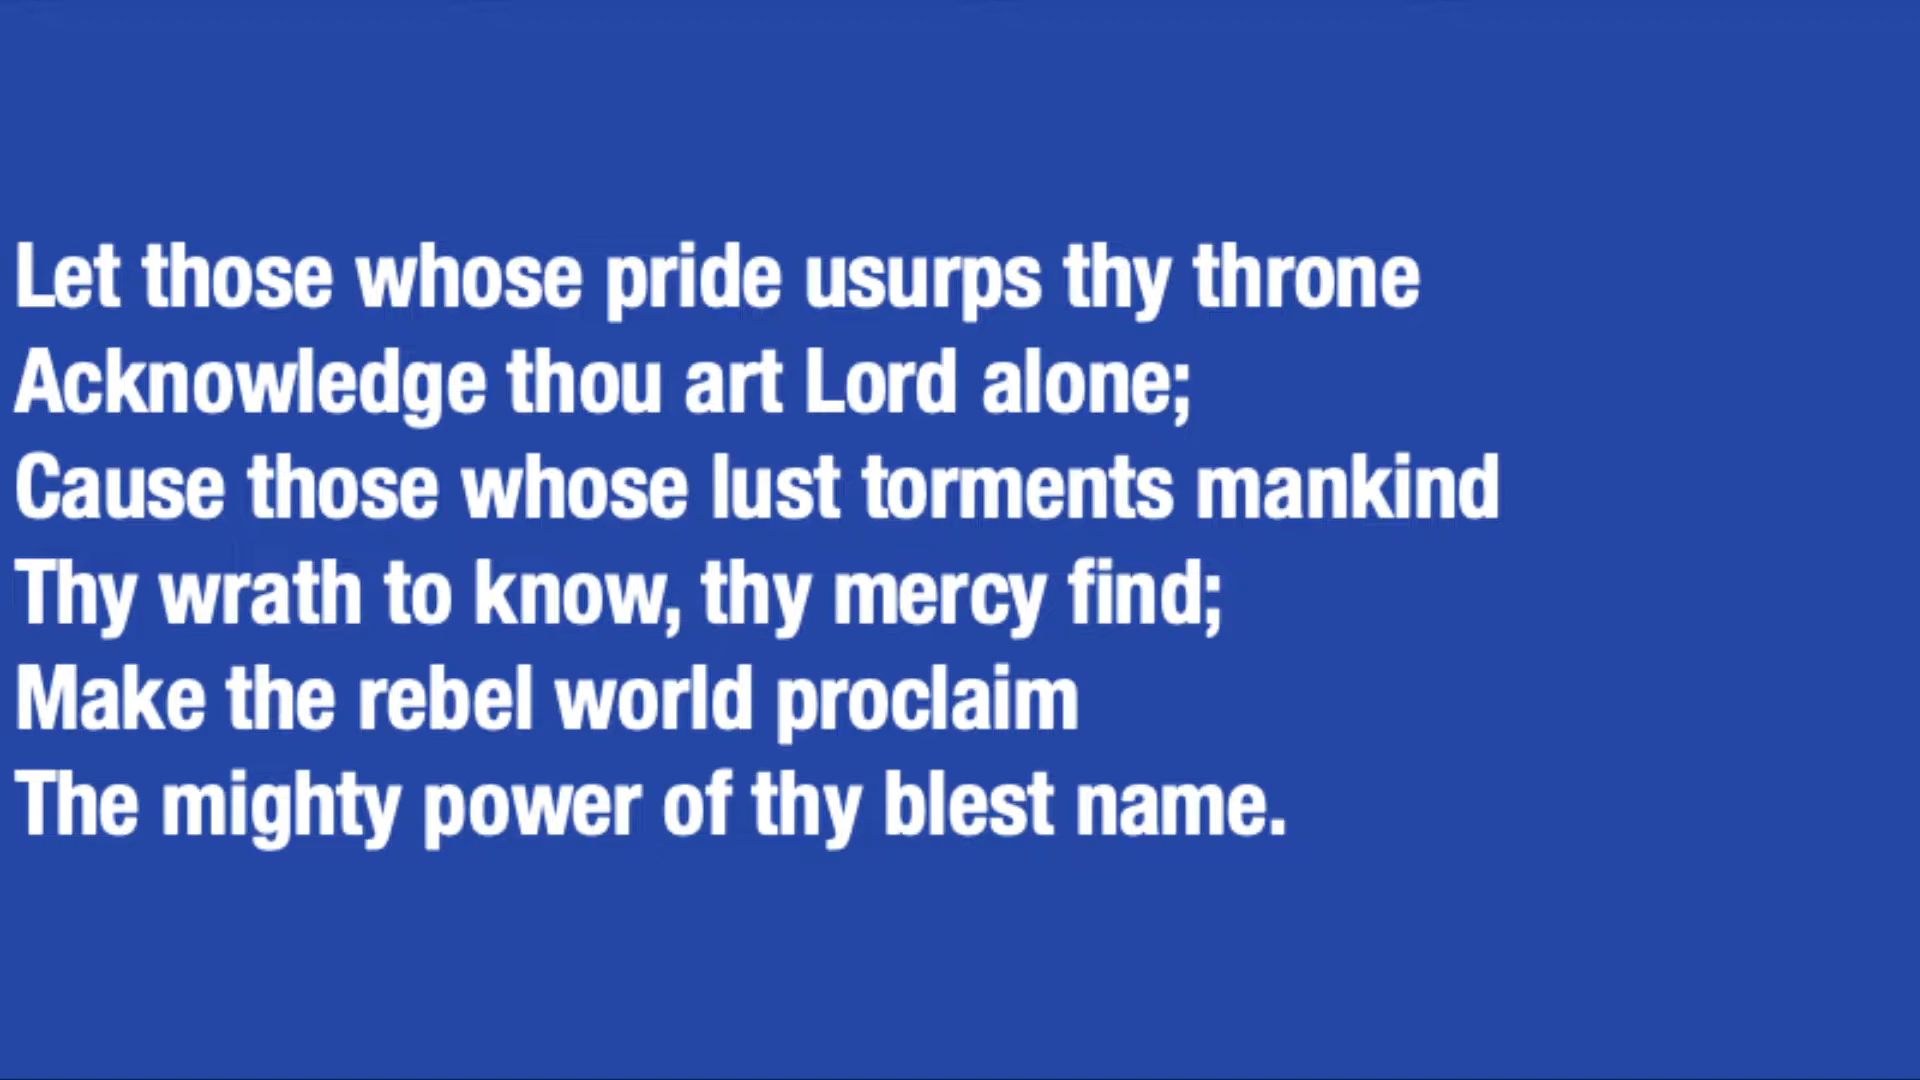 Let those whose pride usurps thy throne
Acknowledge thou art Lord alone;
Cause those whose lust torments mankind
Thy wrath to know, thy mercy find;
Make the rebel world proclaim
The mighty power of thy blest name.